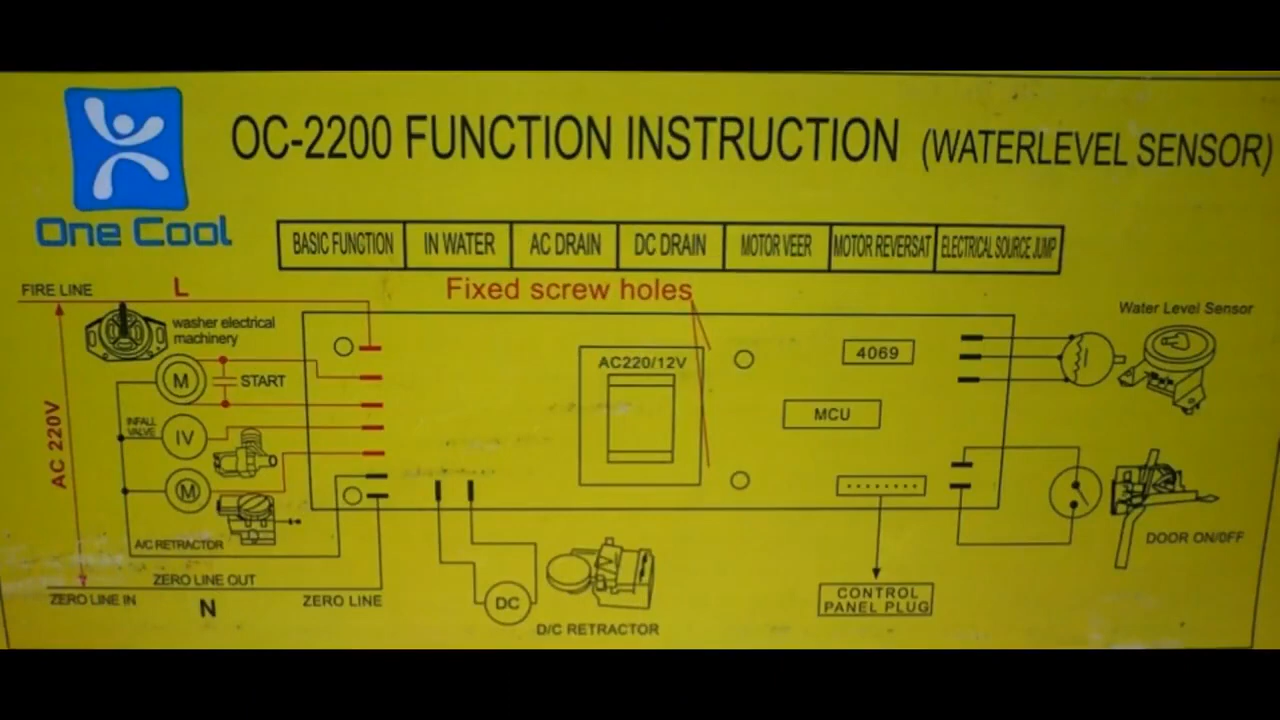 OC-2200 FUNCTION INSTRUCTION (WATERLEVEL SENSOR)
One Cool
BASIC FUNCTION
IN WATER
AC DRAIN
DC DRAIN
MOTOR VEER
MOTOR REVERSAT
ELECTRICAL SOURCE JUMP
FIRE LINE
L
Fixed screw holes
Water Level Sensor
washer electrical
machinery
M
START
AC220/12V
4069
MCU
INFALL
VALVE
IV
AC 220V
M
A/C RETRACTOR
DOOR ON/0FF
ZERO LINE OUT
ZERO LINE IN
N
ZERO LINE
DC
D/C RETRACTOR
CONTROL
PANEL PLUG